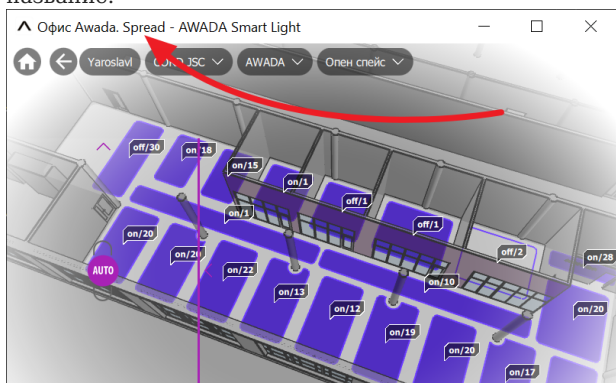 название:
Офис Awada. Spread - AWADA Smart Light
Yaroslavl CORD JSC AWADA Опен спейс
off/30
on/18
on/15
on/1
off/1
off/1
off/2
on/28
on/1
on/20
on/20
on/22
on/13
on/10
on/12
on/20
on/19
on/20
on/17
AUTO